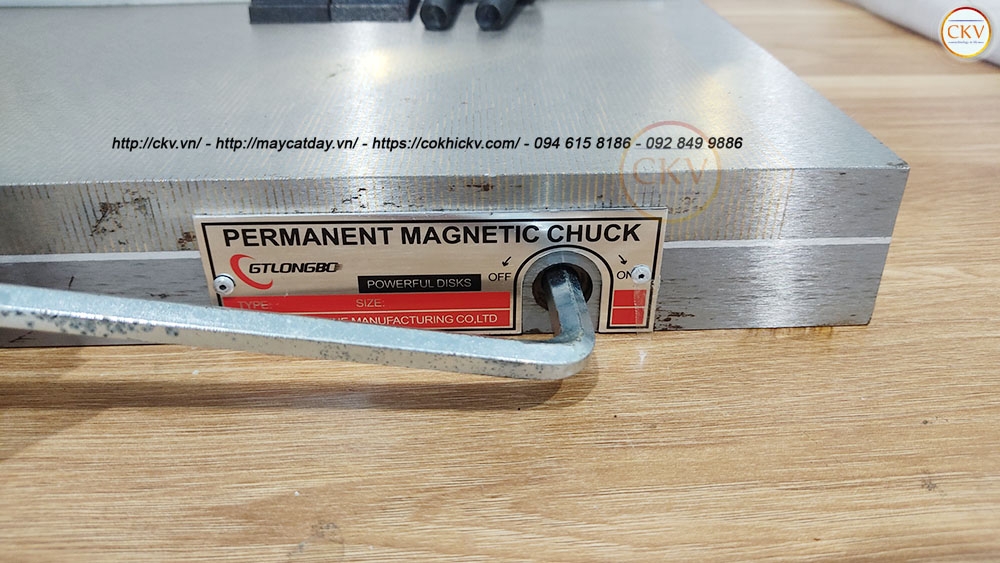 CKV
http://ckv.vn/ - http://maycatday.vn/ - https://cokhickv.com/ - 094 615 8186 - 092 849 9886
CKV
PERMANENT MAGNETIC CHUCK
GTLONGBO
POWERFUL DISKS
OFF
ON
TYPE:
SIZE:
MANUFACTURING CO,LTD